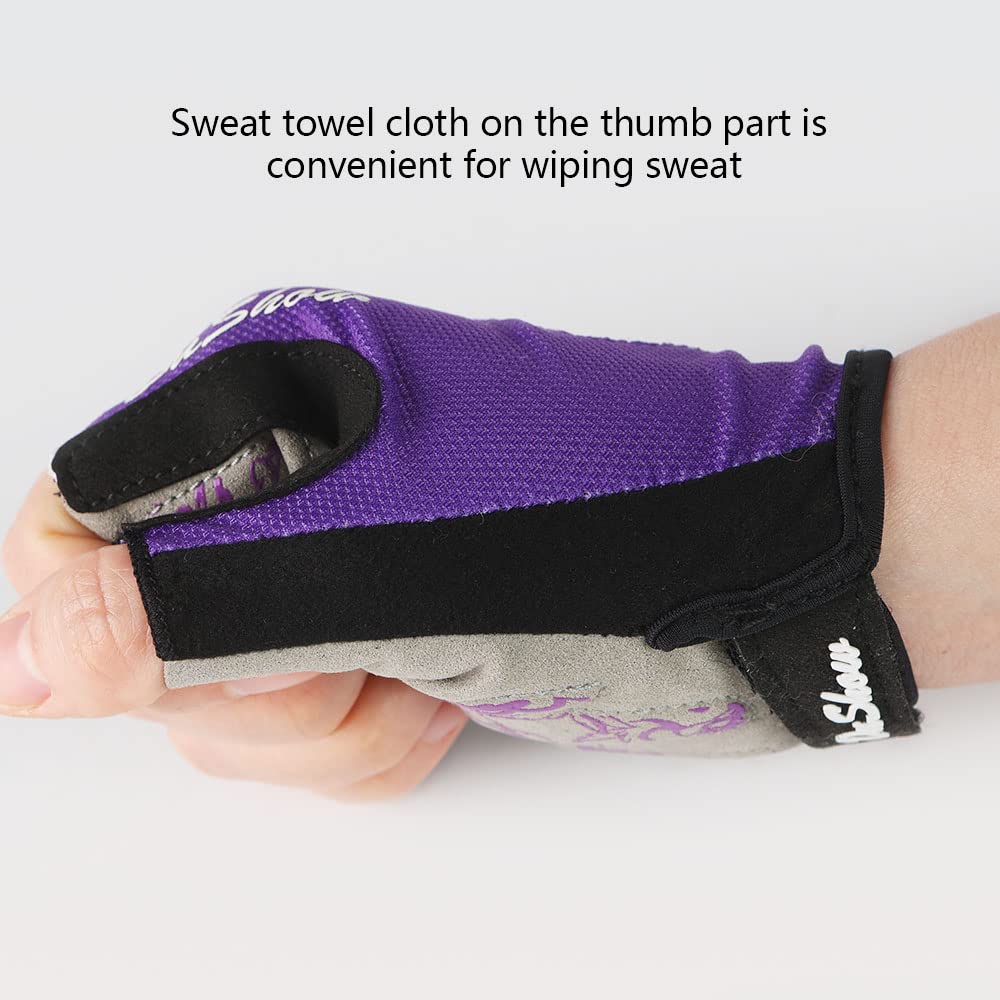 Sweat towel cloth on the thumb part is
convenient for wiping sweat